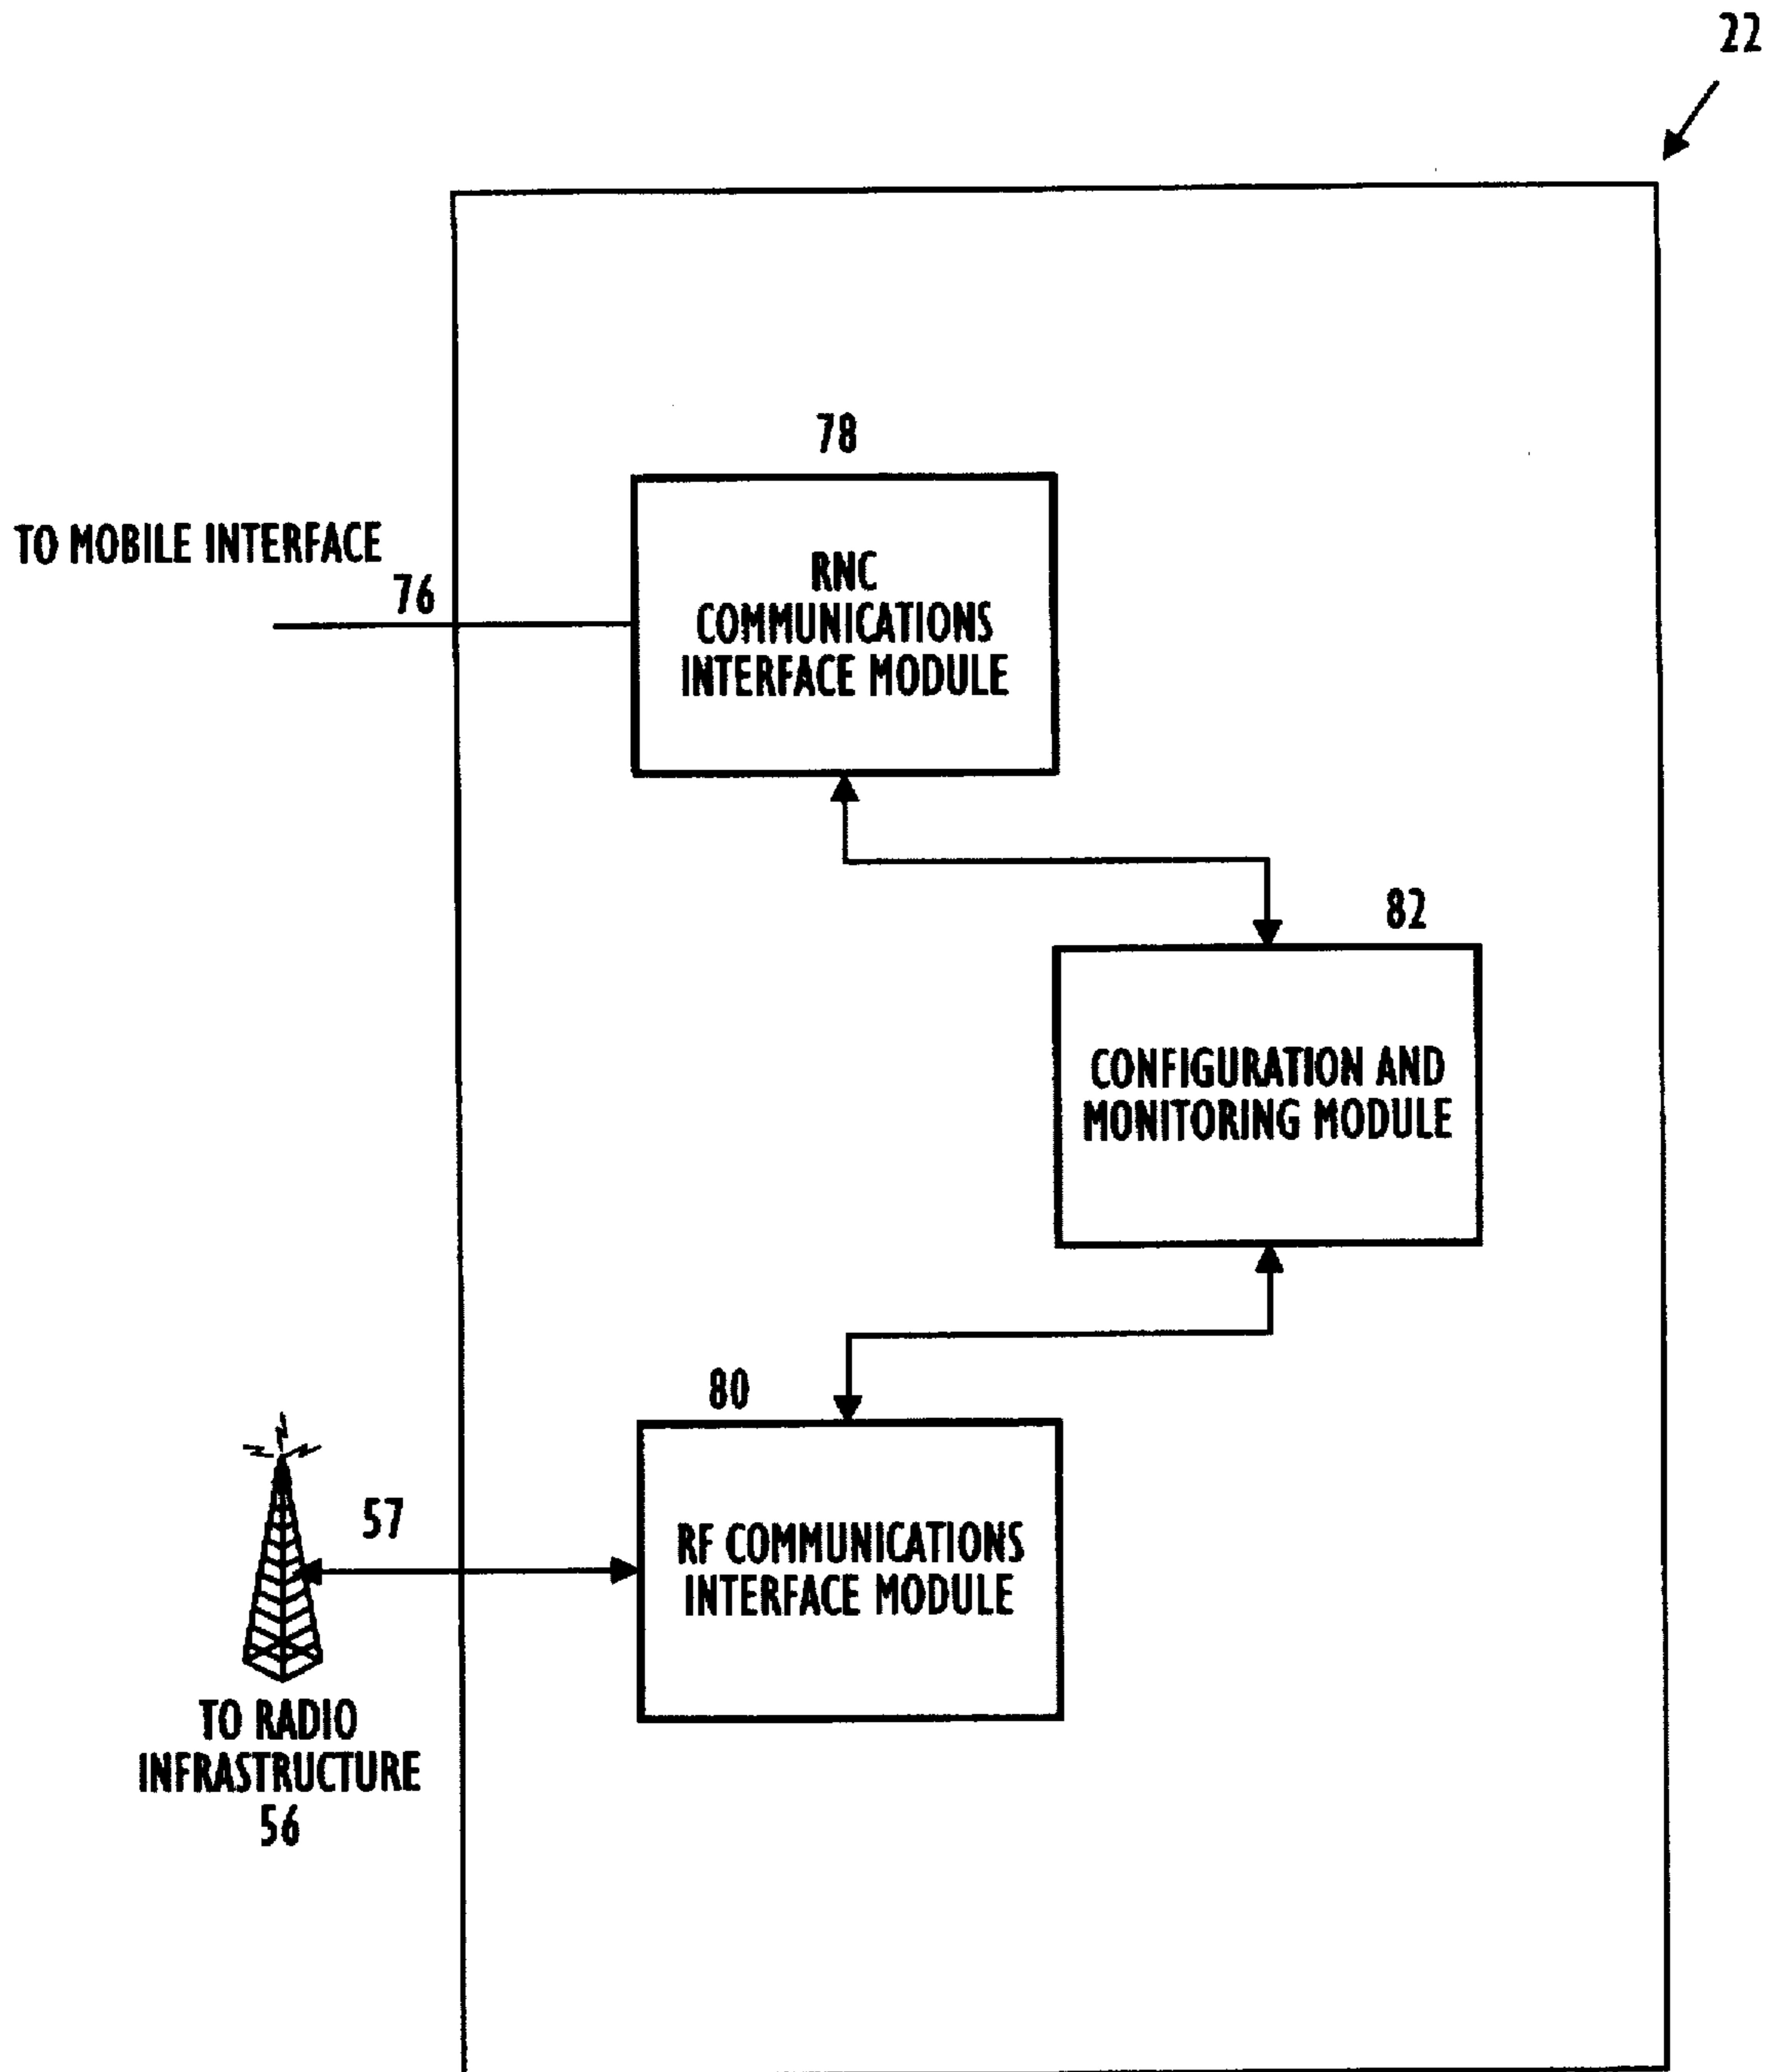 22
78
TO MOBILE INTERFACE
76
RNC
COMMUNICATIONS
INTERFACE MODULE
82
CONFIGURATION AND
MONITORING MODULE
80
57
RF COMMUNICATIONS
INTERFACE MODULE
TO RADIO
INFRASTRUCTURE
56